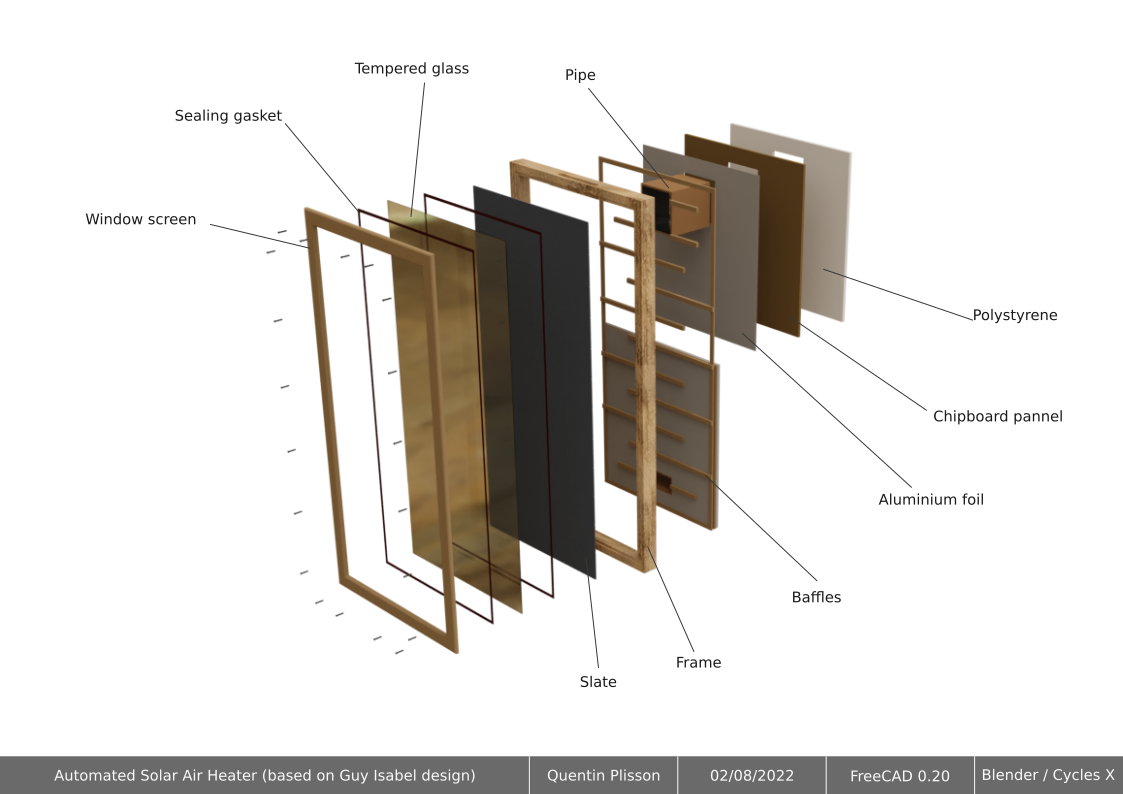 Tempered glass
Pipe
Sealing gasket
Window screen
Polystyrene
Chipboard pannel
Aluminium foil
Baffles
Frame
Slate
Automated Solar Air Heater (based on Guy Isabel design)
Quentin Plisson
02/08/2022
FreeCAD 0.20
Blender / Cycles X